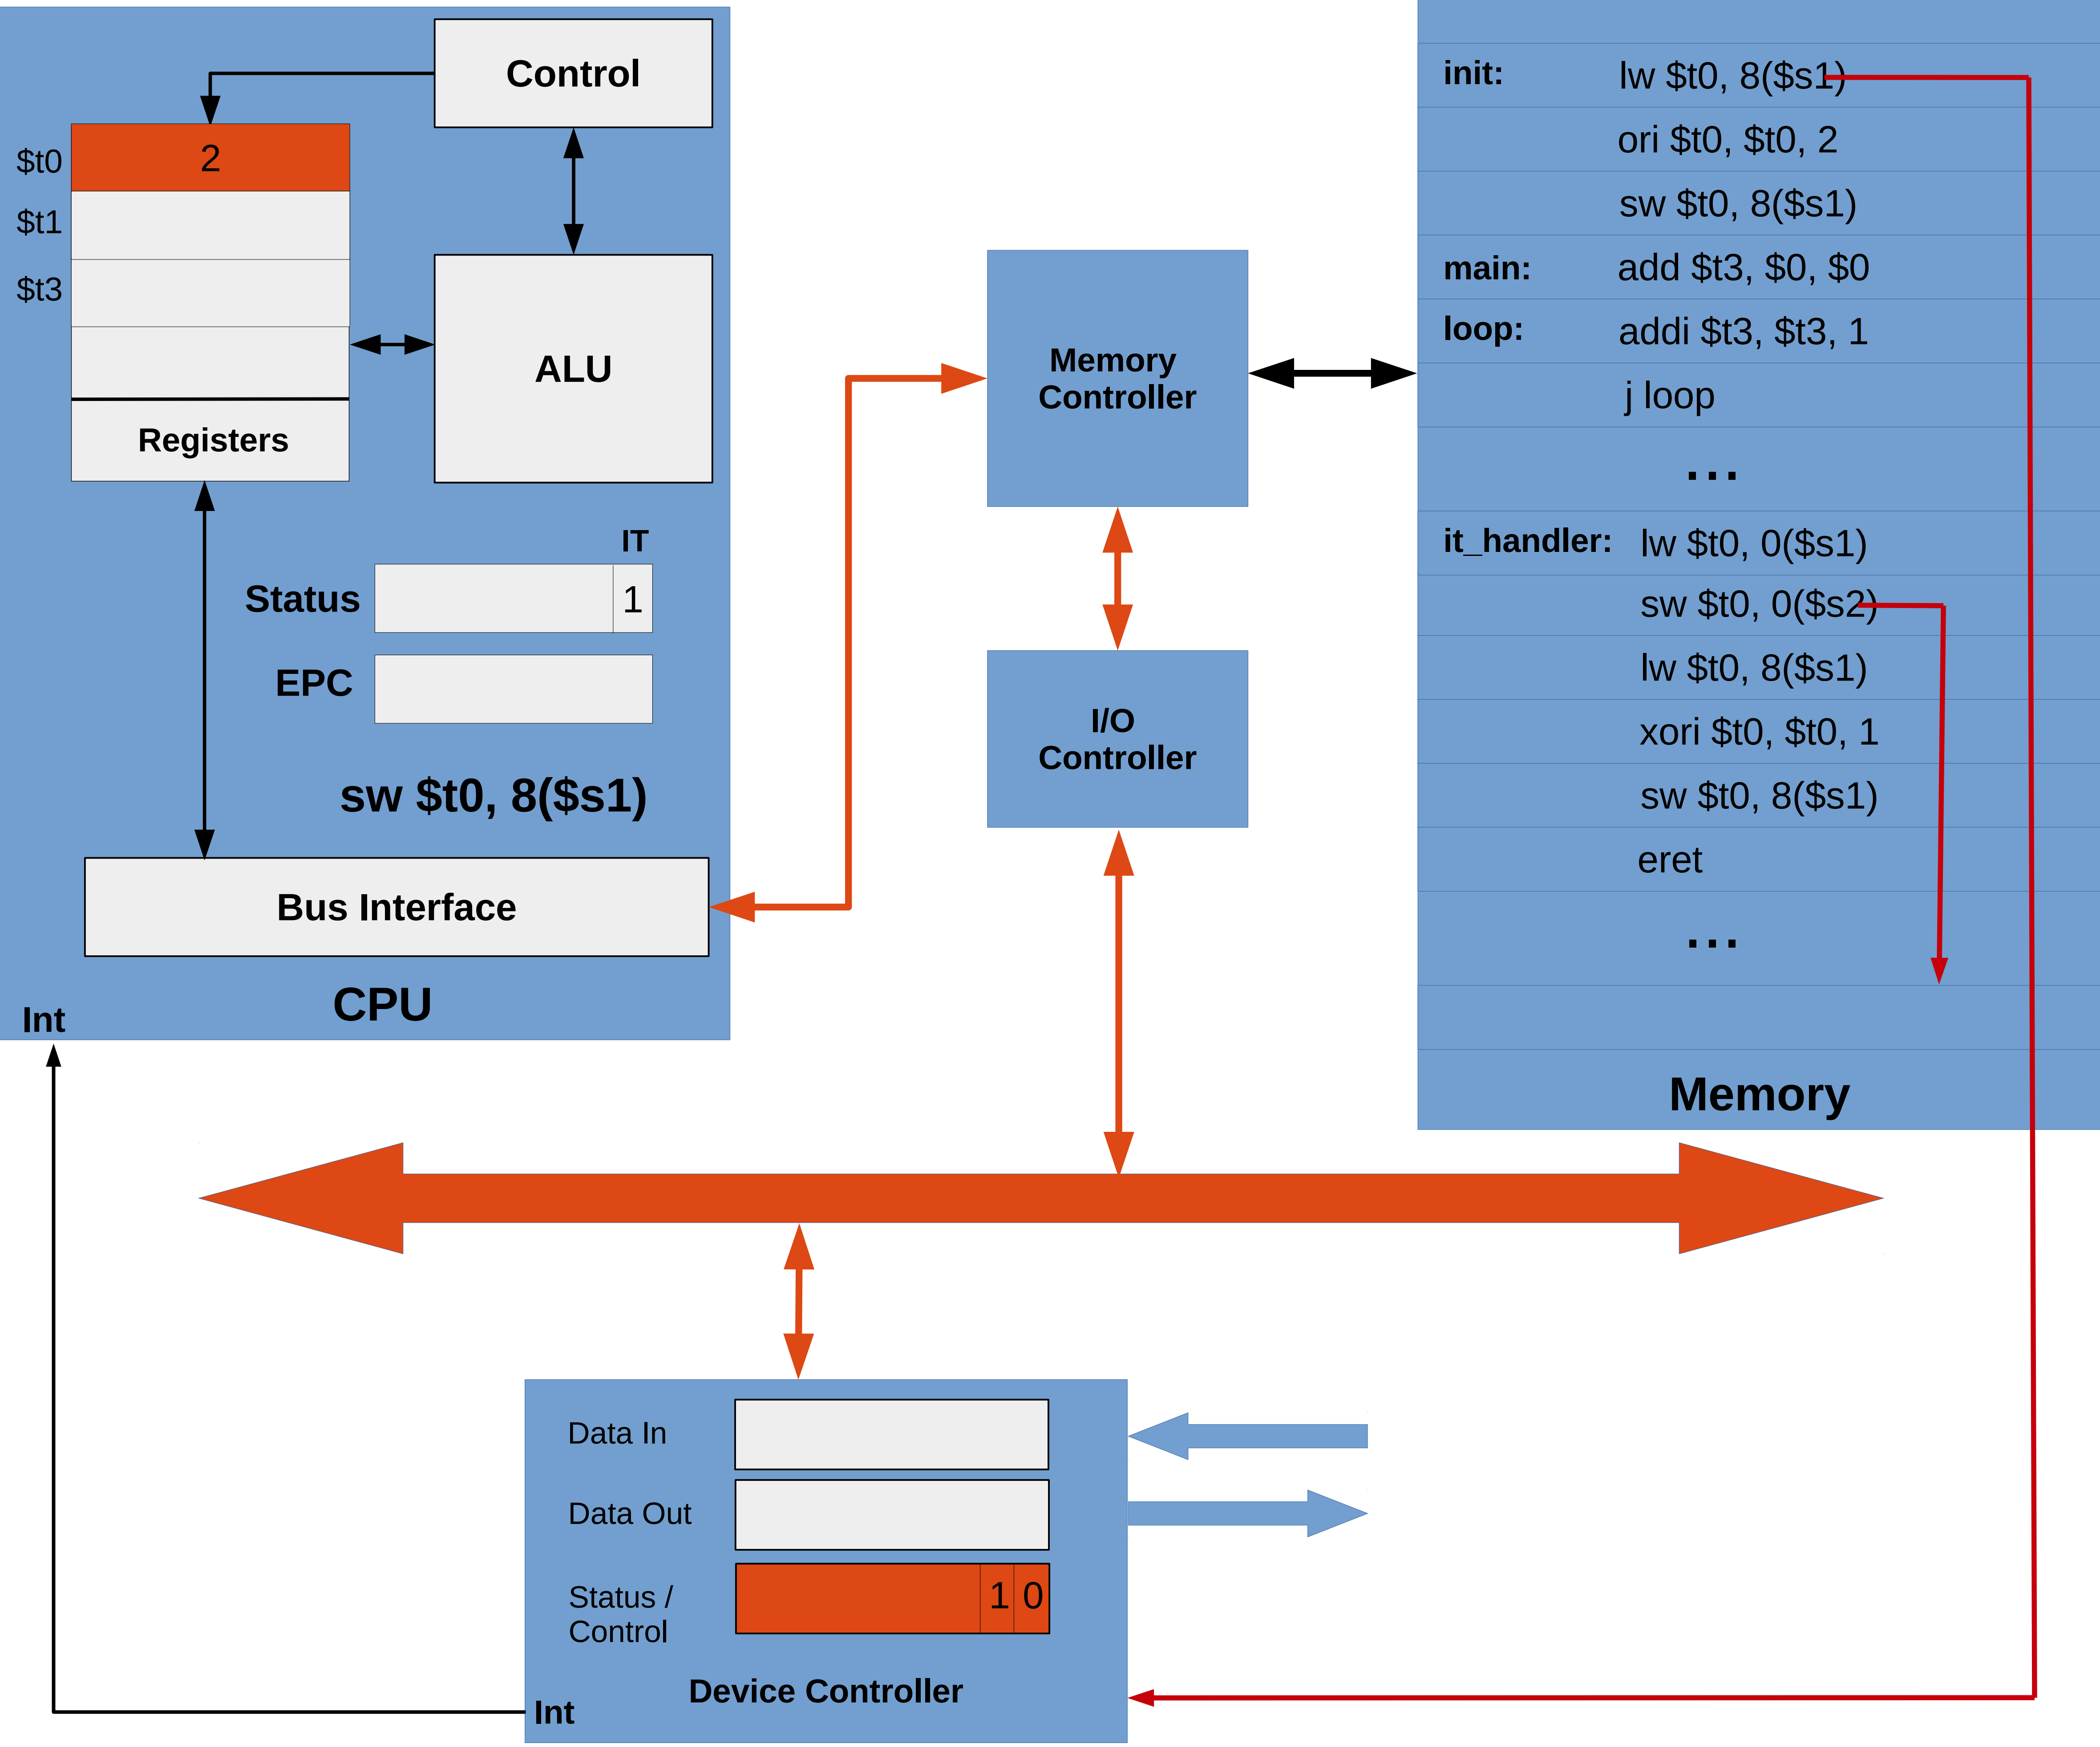 Control
$t0
2
$t1
$t3
ALU
Registers
IT
Status
1
EPC
sw $t0, 8($s1)
Bus Interface
CPU
Int
Memory
Controller
I/O
Controller
init: lw $t0, 8($s1)
ori $t0, $t0, 2
sw $t0, 8($s1)
main: add $t3, $0, $0
loop: addi $t3, $t3, 1
j loop
...
it_handler: lw $t0, 0($s1)
sw $t0, 0($s2)
lw $t0, 8($s1)
xori $t0, $t0, 1
sw $t0, 8($s1)
eret
...
Memory
Data In
Data Out
Status /
Control
1 0
Device Controller
Int